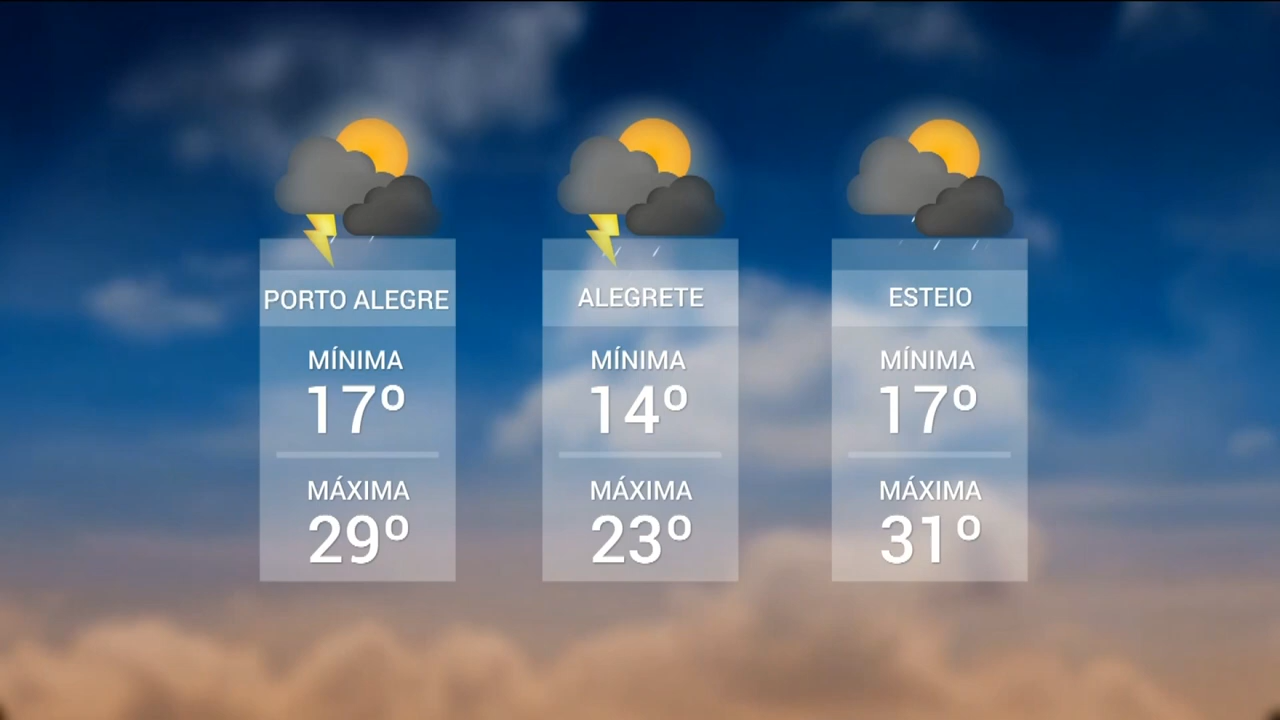 PORTO ALEGRE
MÍNIMA
17º
MÁXIMA
29º
ALEGRETE
MÍNIMA
14º
MÁXIMA
23º
ESTEIO
MÍNIMA
17º
MÁXIMA
31º